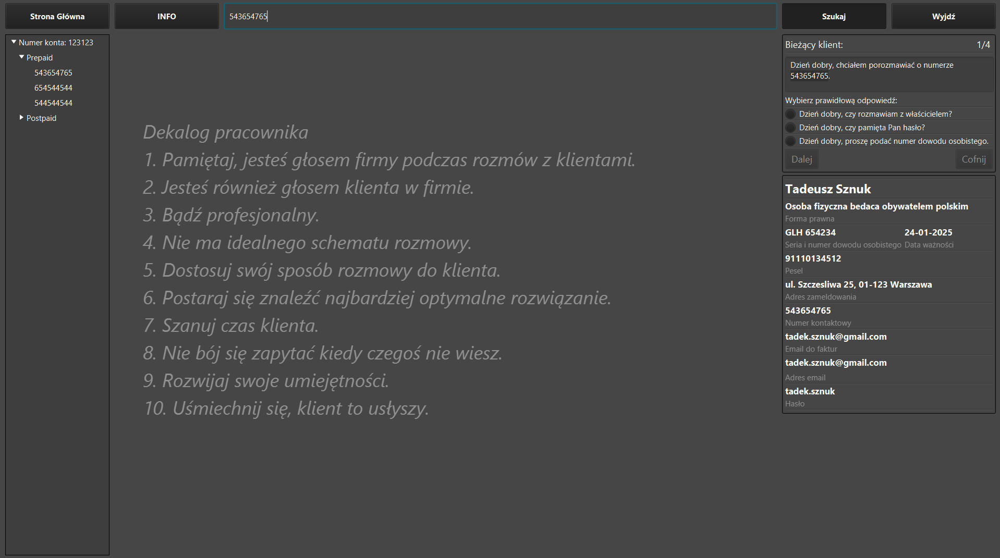 Strona Główna
INFO
543654765
Szukaj
Wyjdź
Numer konta: 123123
Prepaid
543654765
654544544
544544544
Postpaid
Dekalog pracownika
1. Pamiętaj, jesteś głosem firmy podczas rozmów z klientami.
2. Jesteś również głosem klienta w firmie.
3. Bądź profesjonalny.
4. Nie ma idealnego schematu rozmowy.
5. Dostosuj swój sposób rozmowy do klienta.
6. Postaraj się znaleźć najbardziej optymalne rozwiązanie.
7. Szanuj czas klienta.
8. Nie bój się zapytać kiedy czegoś nie wiesz.
9. Rozwijaj swoje umiejętności.
10. Uśmiechnij się, klient to usłyszy.
Bieżący klient: 1/4
Dzień dobry, chciałem porozmawiać o numerze
543654765.
Wybierz prawidłową odpowiedź:
Dzień dobry, czy rozmawiam z właścicielem?
Dzień dobry, czy pamięta Pan hasło?
Dzień dobry, proszę podać numer dowodu osobistego.
Dalej Cofnij
Tadeusz Sznuk
Osoba fizyczna bedaca obywatelem polskim
Forma prawna
GLH 654234 24-01-2025
Seria i numer dowodu osobistego Data ważności
91110134512
Pesel
ul. Szczesliwa 25, 01-123 Warszawa
Adres zameldowania
543654765
Numer kontaktowy
tadek.sznuk@gmail.com
Email do faktur
tadek.sznuk@gmail.com
Adres email
tadek.sznuk
Hasło